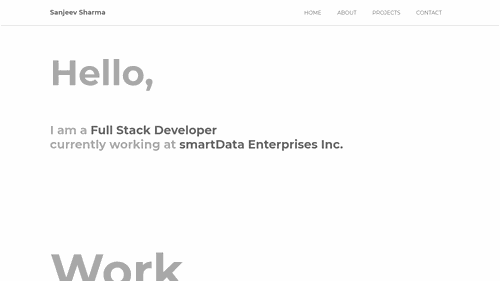 Sanjeev Sharma
HOME ABOUT PROJECTS CONTACT
Hello,
I am a Full Stack Developer
currently working at smartData Enterprises Inc.
Work